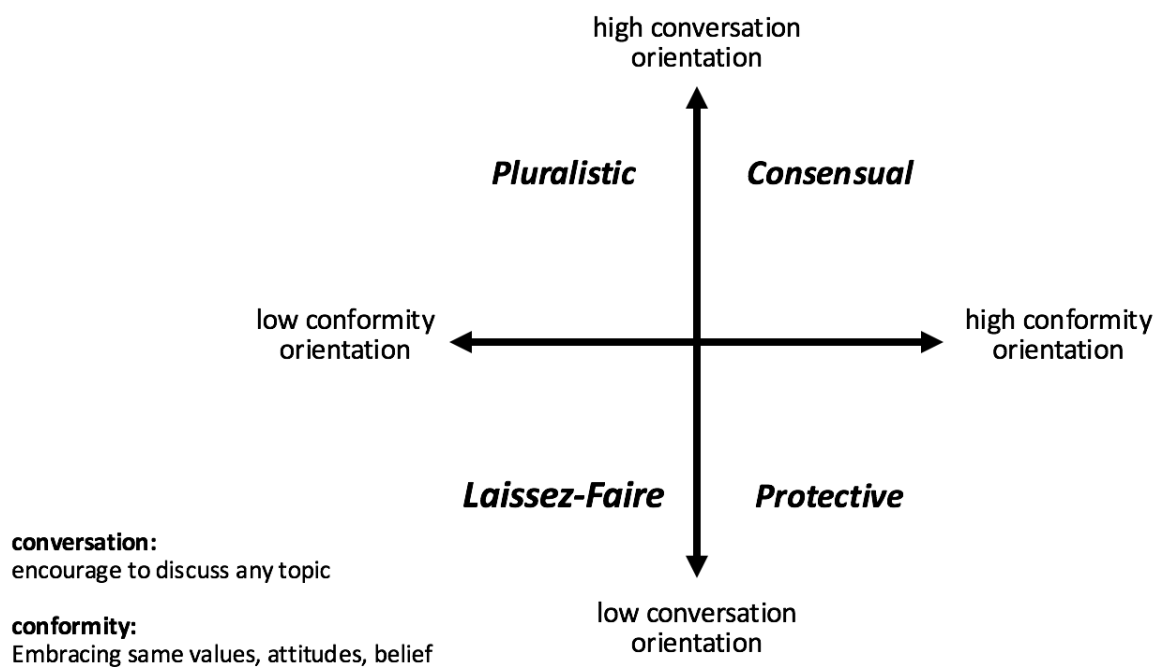 high conversation
orientation
Pluralistic
Consensual
low conformity
orientation
high conformity
orientation
Laissez-Faire
Protective
conversation:
encourage to discuss any topic
conformity:
Embracing same values, attitudes, belief
low conversation
orientation